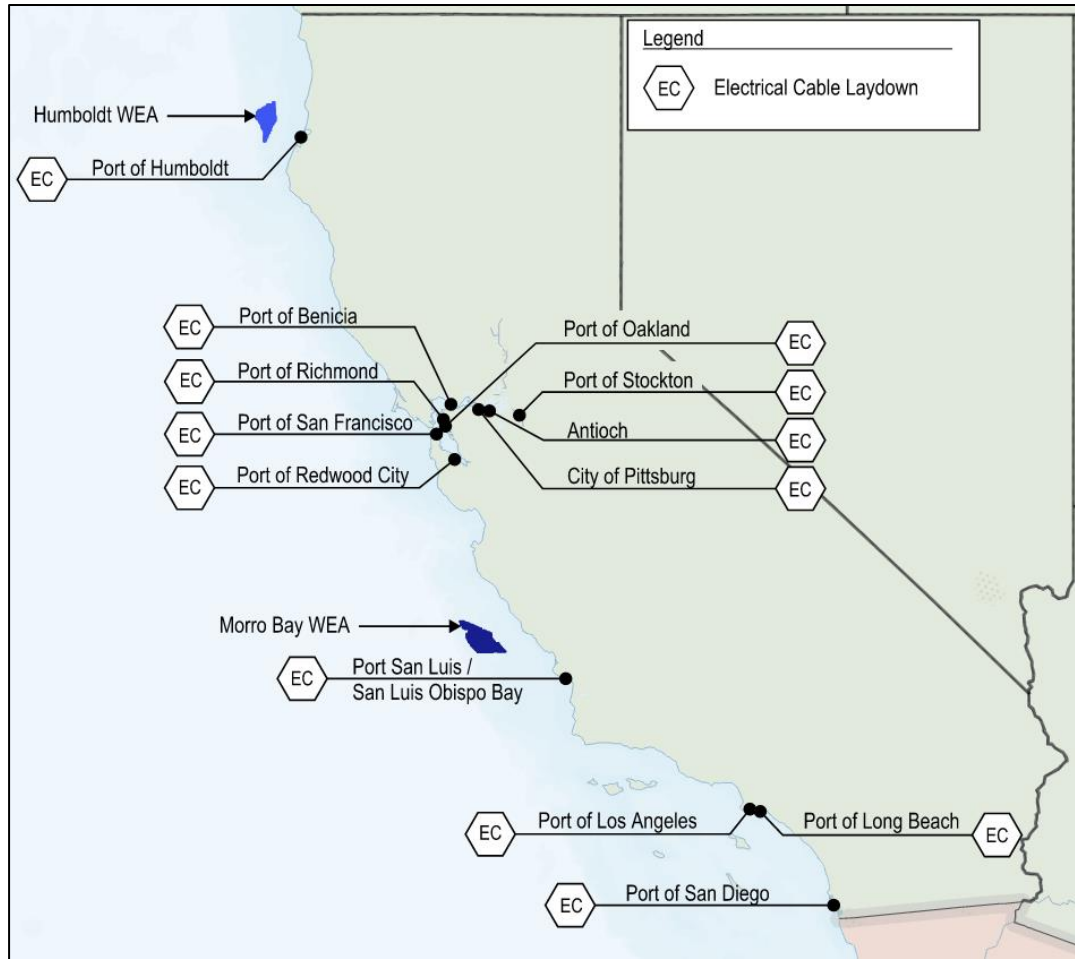 Legend
EC Electrical Cable Laydown
Humboldt WEA
Port of Humboldt
EC
Port of Benicia
EC
Port of Richmond
EC
Port of San Francisco
EC
Port of Redwood City
EC
Port of Oakland
EC
Port of Stockton
EC
Antioch
EC
City of Pittsburg
EC
Morro Bay WEA
EC
Port San Luis /
San Luis Obispo Bay
EC
Port of Los Angeles
Port of Long Beach
EC
EC
Port of San Diego